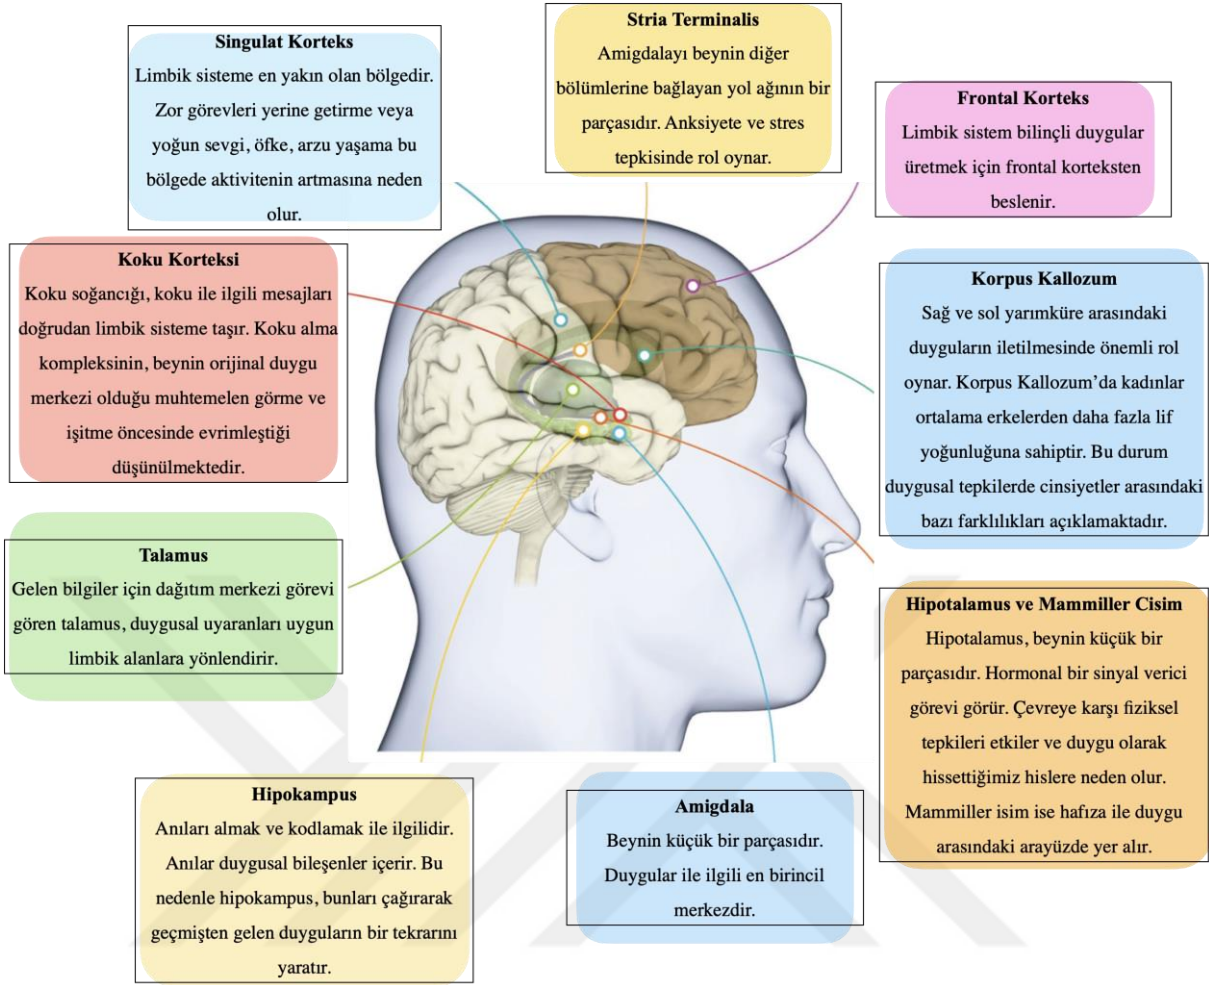 Singulat Korteks
Limbik sisteme en yakın olan bölgedir.
Zor görevleri yerine getirme veya
yoğun sevgi, öfke, arzu yaşama bu
bölgede aktivitenin artmasına neden
olur.
Stria Terminalis
Amigdalayı beynin diğer
bölümlerine bağlayan yol ağının bir
parçasıdır. Anksiyete ve stres
tepkisinde rol oynar.
Frontal Korteks
Limbik sistem bilinçli duygular
üretmek için frontal korteksten
beslenir.
Koku Korteksi
Koku soğancığı, koku ile ilgili mesajları
doğrudan limbik sisteme taşır. Koku alma
kompleksinin, beynin orijinal duygu
merkezi olduğu muhtemelen görme ve
işitme öncesinde evrimleştiği
düşünülmektedir.
Korpus Kallozum
Sağ ve sol yarımküre arasındaki
duyguların iletilmesinde önemli rol
oynar. Korpus Kallozum’da kadınlar
ortalama erkelerden daha fazla lif
yoğunluğuna sahiptir. Bu durum
duygusal tepkilerde cinsiyetler arasındaki
bazı farklılıkları açıklamaktadır.
Talamus
Gelen bilgiler için dağıtım merkezi görevi
gören talamus, duygusal uyaranları uygun
limbik alanlara yönlendirir.
Hipotalamus ve Mammiller Cisim
Hipotalamus, beynin küçük bir
parçasıdır. Hormonal bir sinyal verici
görevi görür. Çevreye karşı fiziksel
tepkileri etkiler ve duygu olarak
hissettiğimiz hislere neden olur.
Mammiller isim ise hafıza ile duygu
arasındaki arayüzde yer alır.
Hipokampus
Anıları almak ve kodlamak ile ilgilidir.
Anılar duygusal bileşenler içerir. Bu
nedenle hipokampus, bunları çağırarak
geçmişten gelen duyguların bir tekrarını
yaratır.
Amigdala
Beynin küçük bir parçasıdır.
Duygular ile ilgili en birincil
merkezdir.